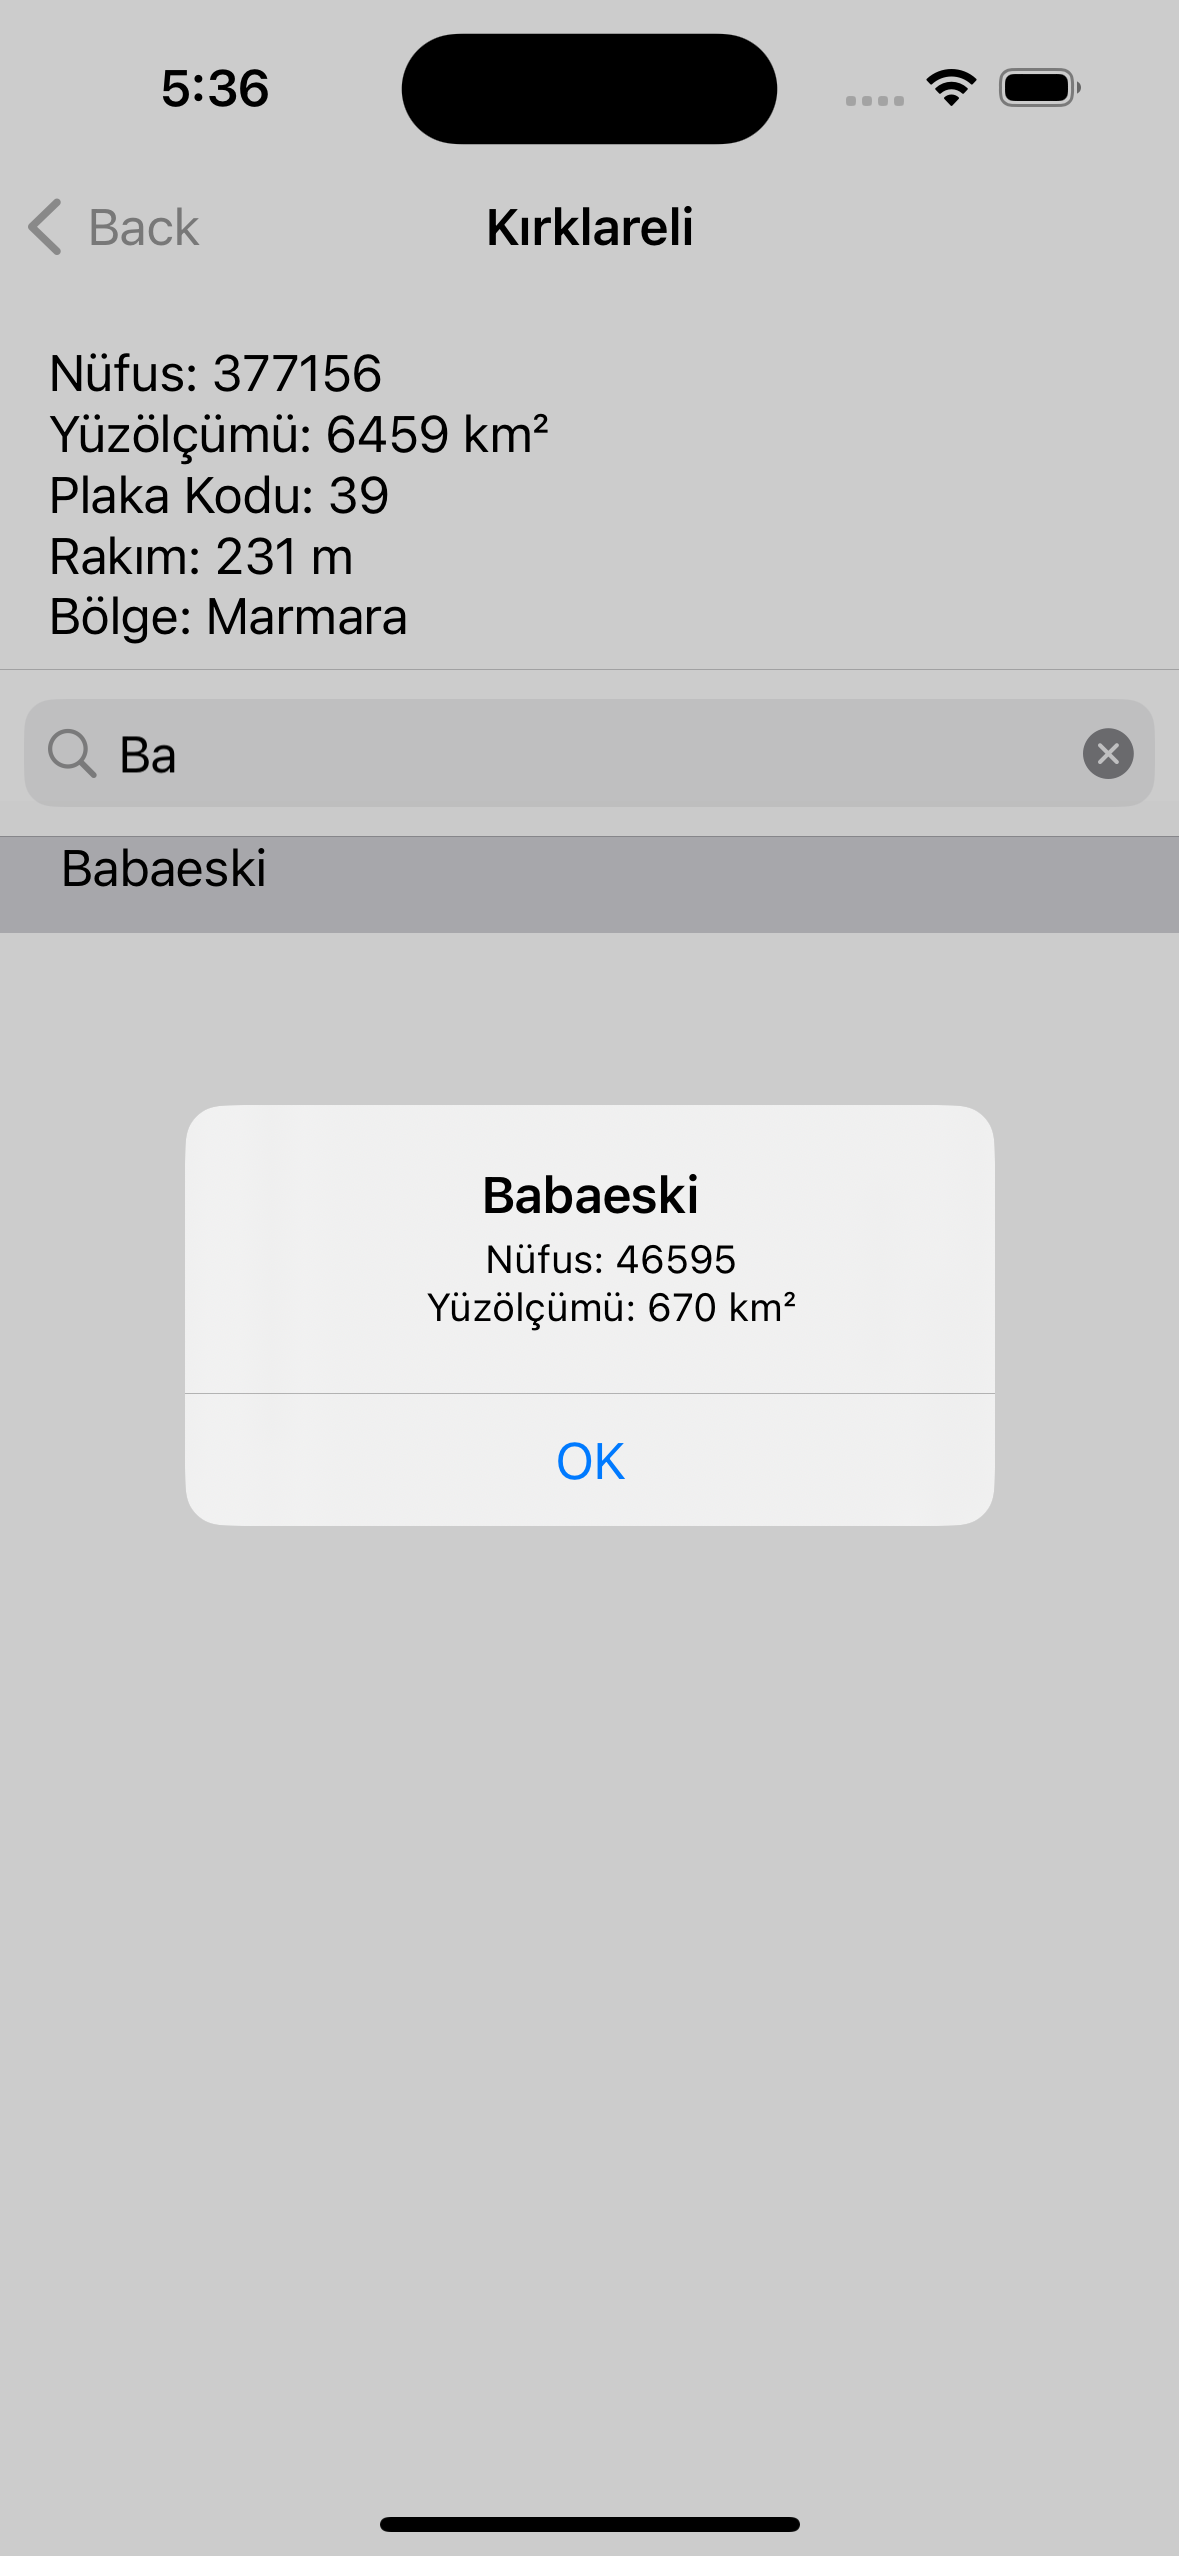 5:36
Back
Kırklareli
Nüfus: 377156
Yüzölçümü: 6459 km²
Plaka Kodu: 39
Rakım: 231 m
Bölge: Marmara
Ba
Babaeski
Babaeski
Nüfus: 46595
Yüzölçümü: 670 km²
OK